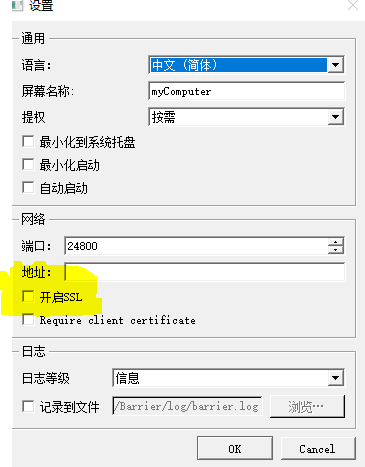 设置
通用
语言： 中文 (简体)
屏幕名称: myComputer
提权 按需
最小化到系统托盘
最小化启动
自动启动
网络
端口： 24800
地址：
开启SSL
Require client certificate
日志
日志等级 信息
记录到文件 /Barrier/log/barrier.log 浏览…
OK Cancel